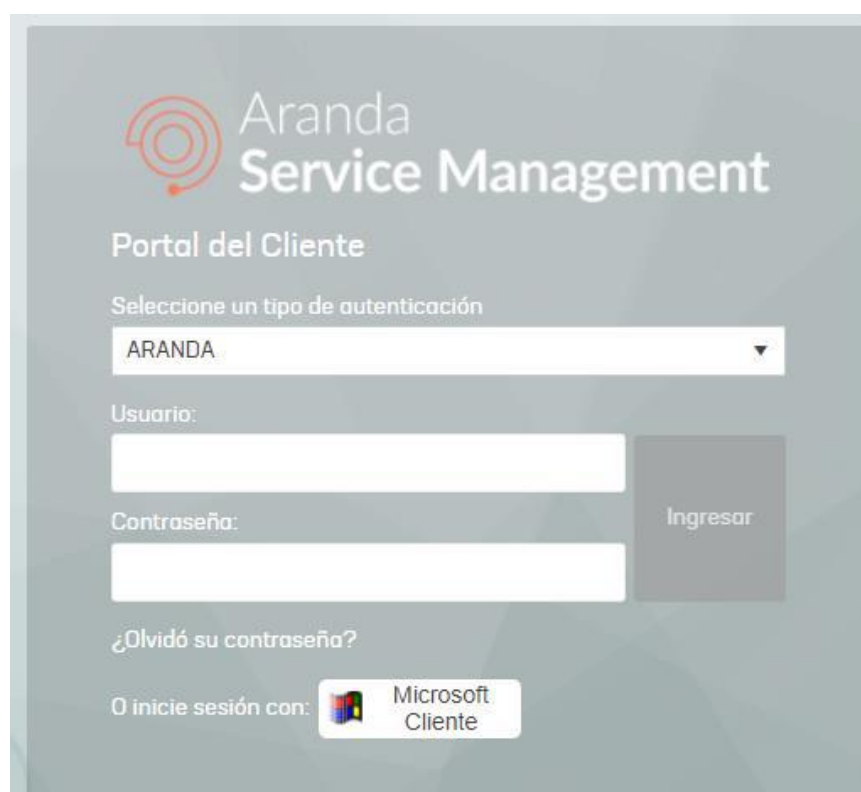 Aranda
Service Management
Portal del Cliente
Seleccione un tipo de autenticación
ARANDA
Usuario:
Contraseña:
Ingresar
¿Olvidó su contraseña?
O inicie sesión con:
Microsoft
Cliente